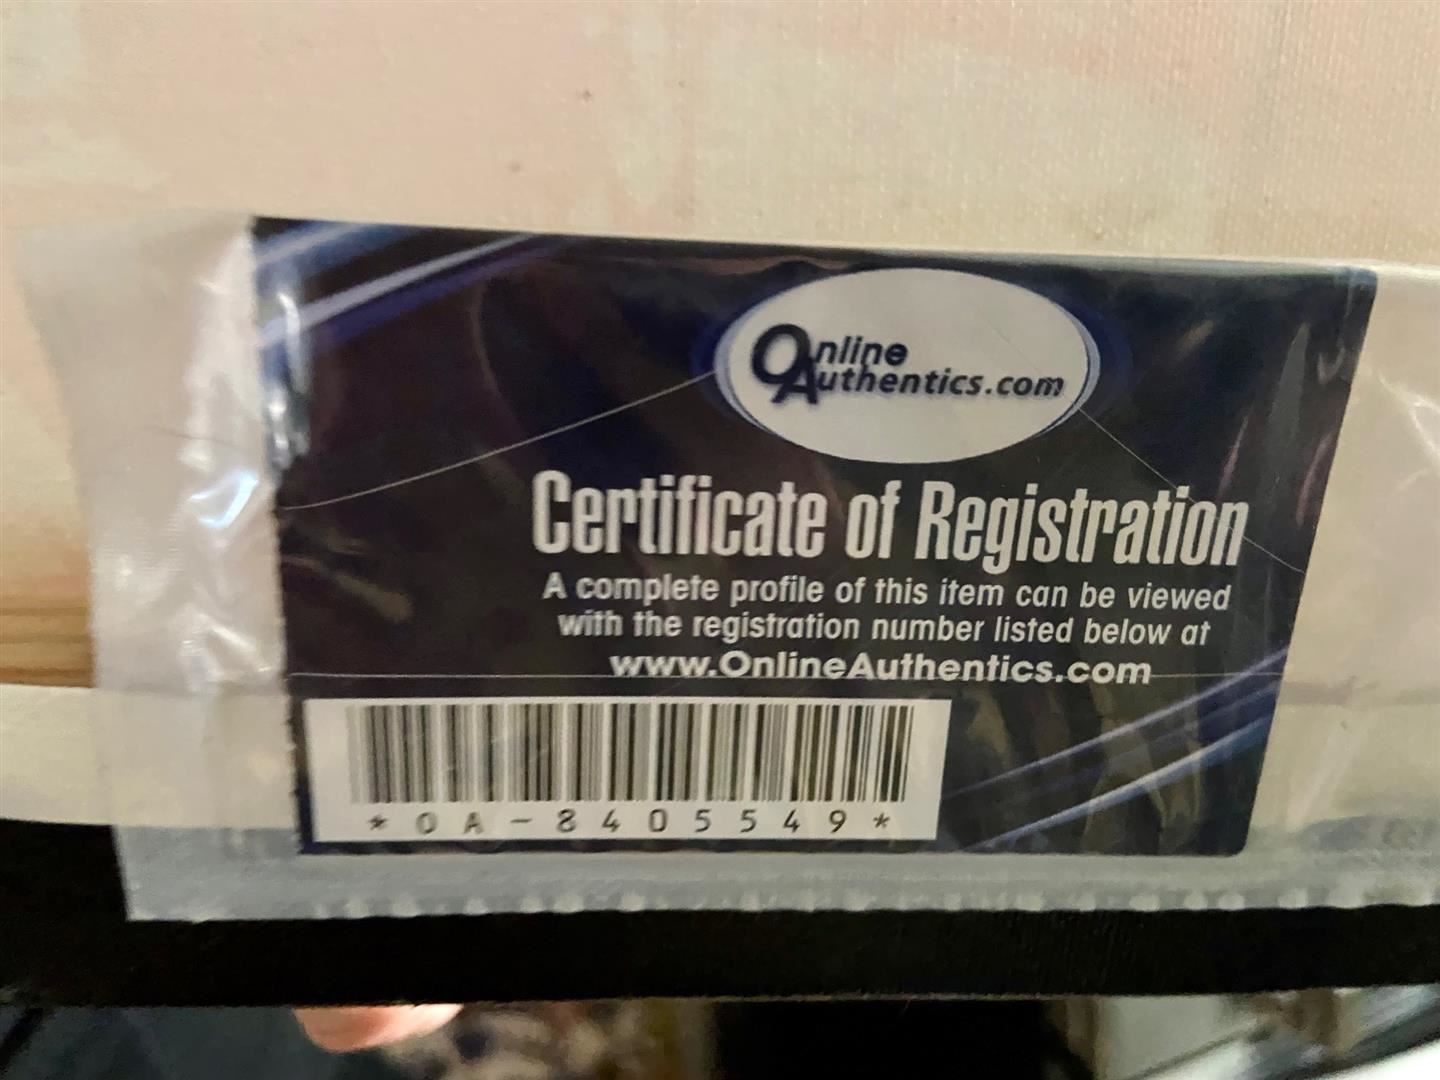 Online
Authentics.com
Certificate of Registration
A complete profile of this item can be viewed
with the registration number listed below at
www.OnlineAuthentics.com
*OA-8405549*